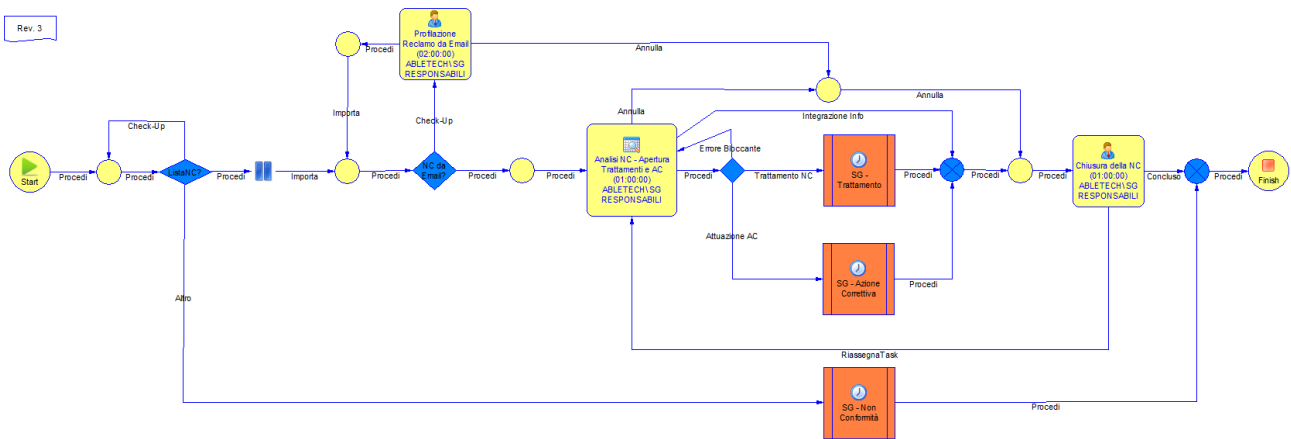 Rev. 3
Profilazione
Reclamo da Email
(02:00:00)
ABLETECH\SG
RESPONSABILI
Procedi
Annulla
Annulla
Annulla
Importa
Check-Up
Check-Up
Integrazione Info
Errore Bloccante
Start
Procedi
Procedi
ListaNC?
Procedi
Importa
Procedi
NC da
Email?
Procedi
Procedi
Analisi NC - Apertura
Trattamenti e AC
(01:00:00)
ABLETECH\SG
RESPONSABILI
Procedi
Trattamento NC
SG -
Trattamento
Procedi
Procedi
Procedi
Chiusura della NC
(01:00:00)
ABLETECH\SG
RESPONSABILI
Concluso
Procedi
Finish
Attuazione AC
SG - Azione
Correttiva
Procedi
Altro
RiassegnaTask
SG - Non
Conformità
Procedi